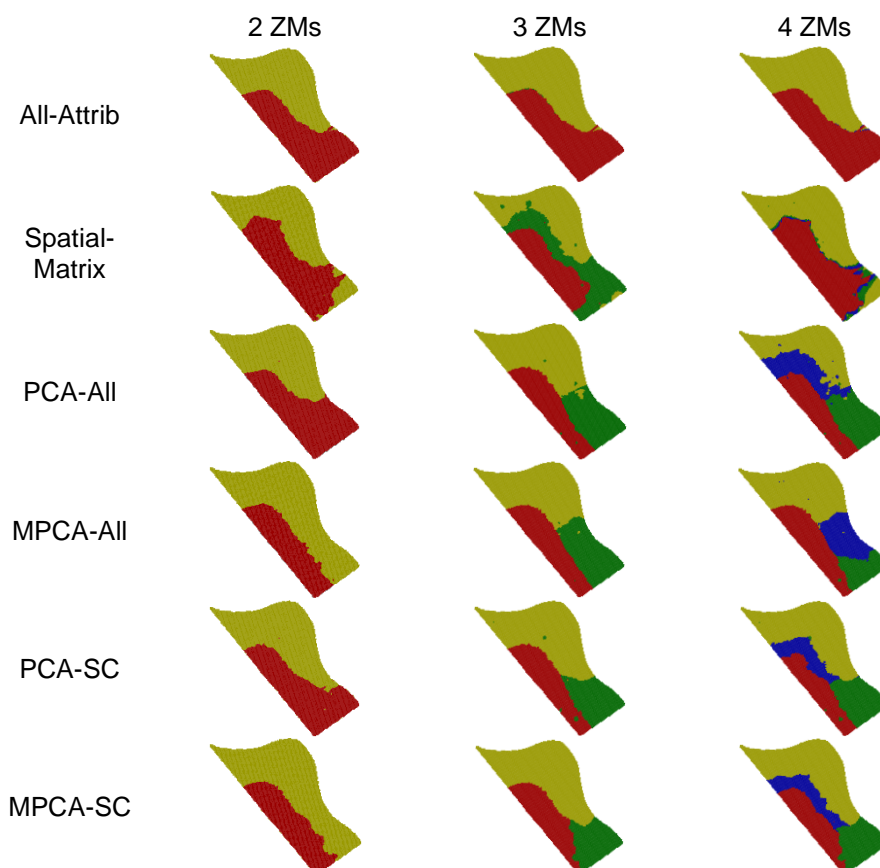 2 ZMs 3 ZMs 4 ZMs
All-Attrib
Spatial-
Matrix
PCA-All
MPCA-All
PCA-SC
MPCA-SC